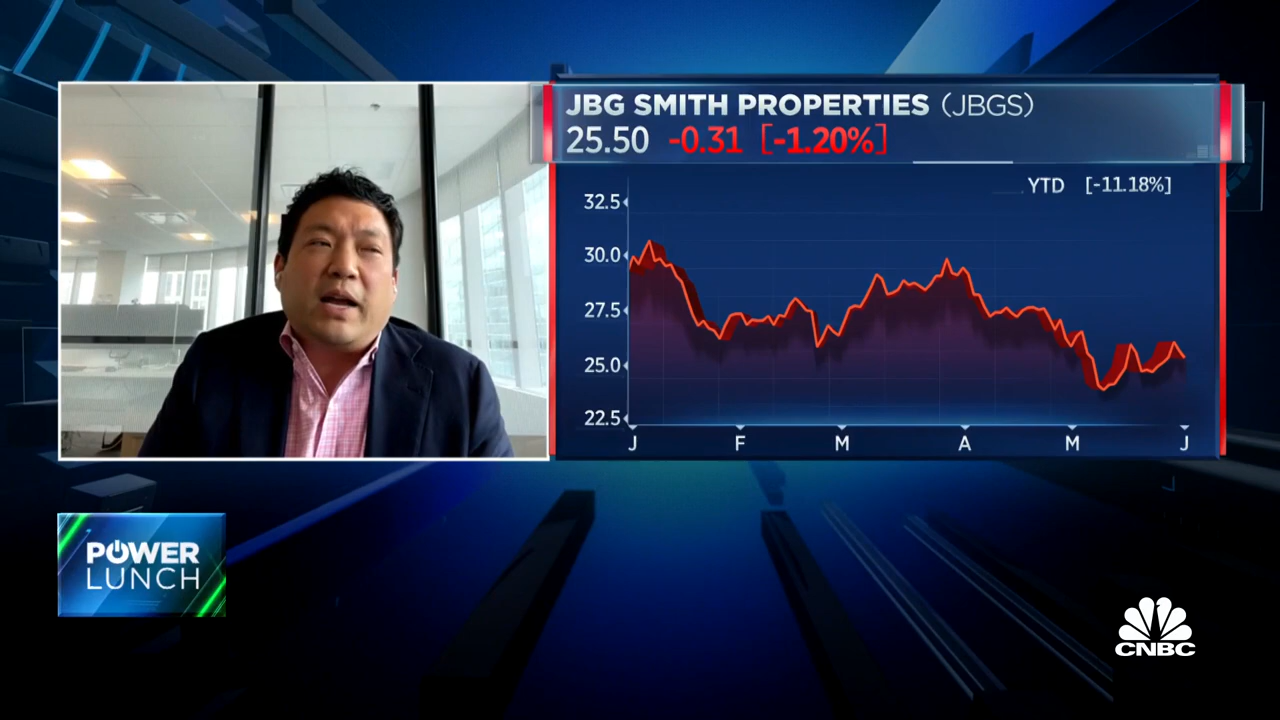 JBG SMITH PROPERTIES (JBGS)
25.50 -0.31 [-1.20%]
YTD [-11.18%]
32.5
30.0
27.5
25.0
22.5
J F M A M J
POWER
LUNCH
CNBC